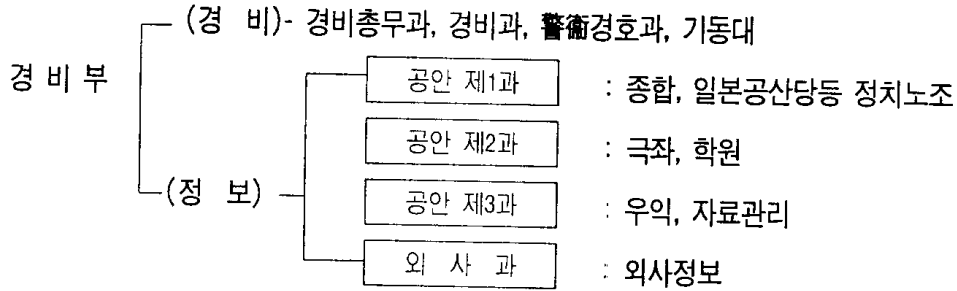 (경 비)- 경비총무과, 경비과, 警衞경호과, 기동대
경 비 부
공안 제1과 : 종합, 일본공산당등 정치노조
공안 제2과 : 극좌, 학원
(정 보)
공안 제3과 : 우익, 자료관리
외 사 과 : 외사정보